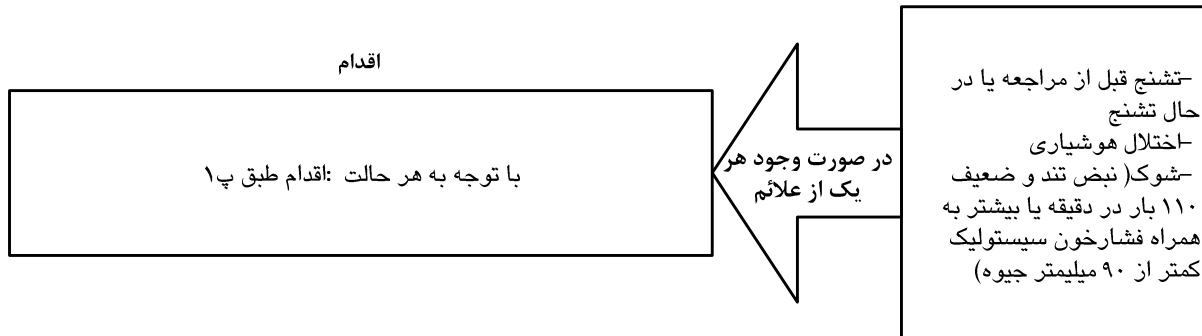 -تشنج قبل از مراجعه یا در
حال تشنج
-اختلال هوشیاری
-شوک( نبض تند و ضعیف
۱۱۰ بار در دقیقه یا بیشتر به
همراه فشارخون سیستولیک
کمتر از ۹۰ میلیمتر جیوه)
در صورت وجود هر
یک از علائم
اقدام
با توجه به هر حالت :اقدام طبق پ۱